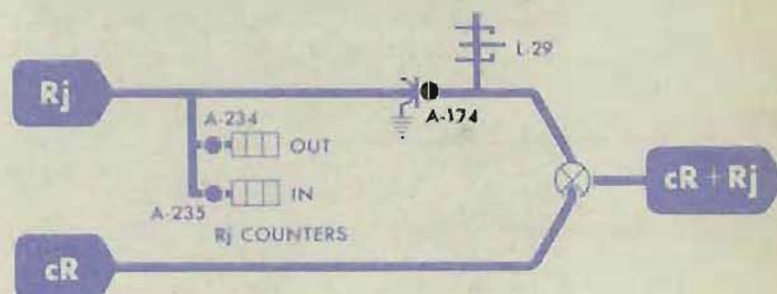 L-29
Rj
A-234
A-174
OUT
cR + Rj
IN
A-235
Rj COUNTERS
cR